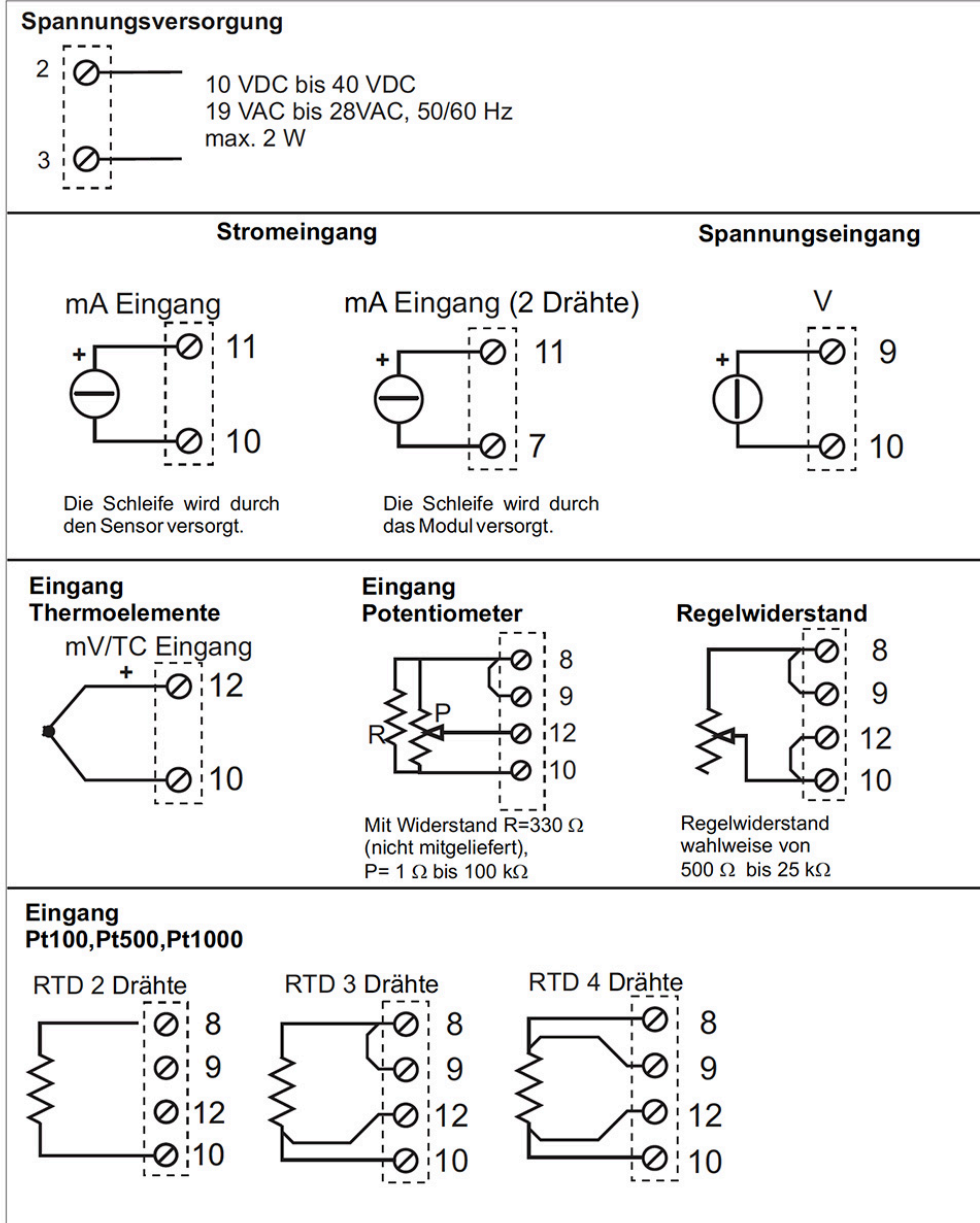 Spannungsversorgung
2
10 VDC bis 40 VDC
19 VAC bis 28VAC, 50/60 Hz
max. 2 W
3
Stromeingang
Spannungseingang
mA Eingang
+
11
10
Die Schleife wird durch
den Sensor versorgt.
mA Eingang (2 Drähte)
+
11
7
Die Schleife wird durch
das Modul versorgt.
V
+
9
10
Eingang
Thermoelemente
mV/TC Eingang
+
12
10
Eingang
Potentiometer
8
9
P
R
12
10
Mit Widerstand R=330 Ω
(nicht mitgeliefert),
P= 1 Ω bis 100 kΩ
Regelwiderstand
8
9
12
10
Regelwiderstand
wahlweise von
500 Ω bis 25 kΩ
Eingang
Pt100,Pt500,Pt1000
RTD 2 Drähte
8
9
12
10
RTD 3 Drähte
8
9
12
10
RTD 4 Drähte
8
9
12
10